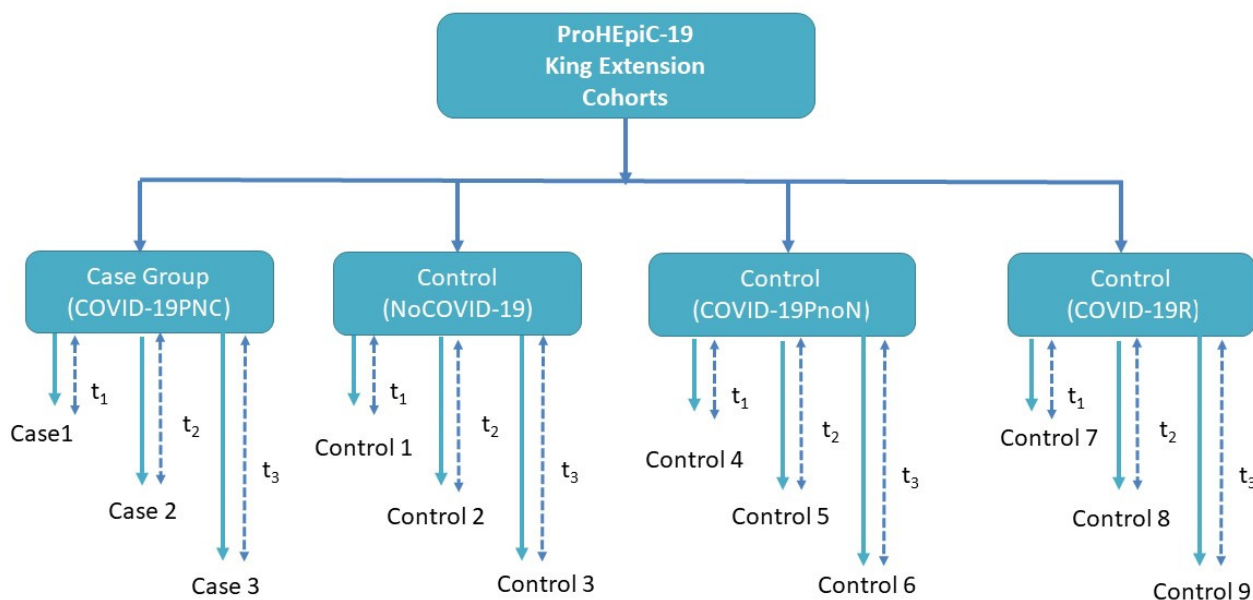 ProHEpiC-19
King Extension
Cohorts
Case Group
(COVID-19PNC)
Control
(NoCOVID-19)
Control
(COVID-19PnoN)
Control
(COVID-19R)
t₁
t₂
t₃
Case1
Case 2
Case 3
t₁
t₂
t₃
Control 1
Control 2
Control 3
t₁
t₂
t₃
Control 4
Control 5
Control 6
t₁
t₂
t₃
Control 7
Control 8
Control 9